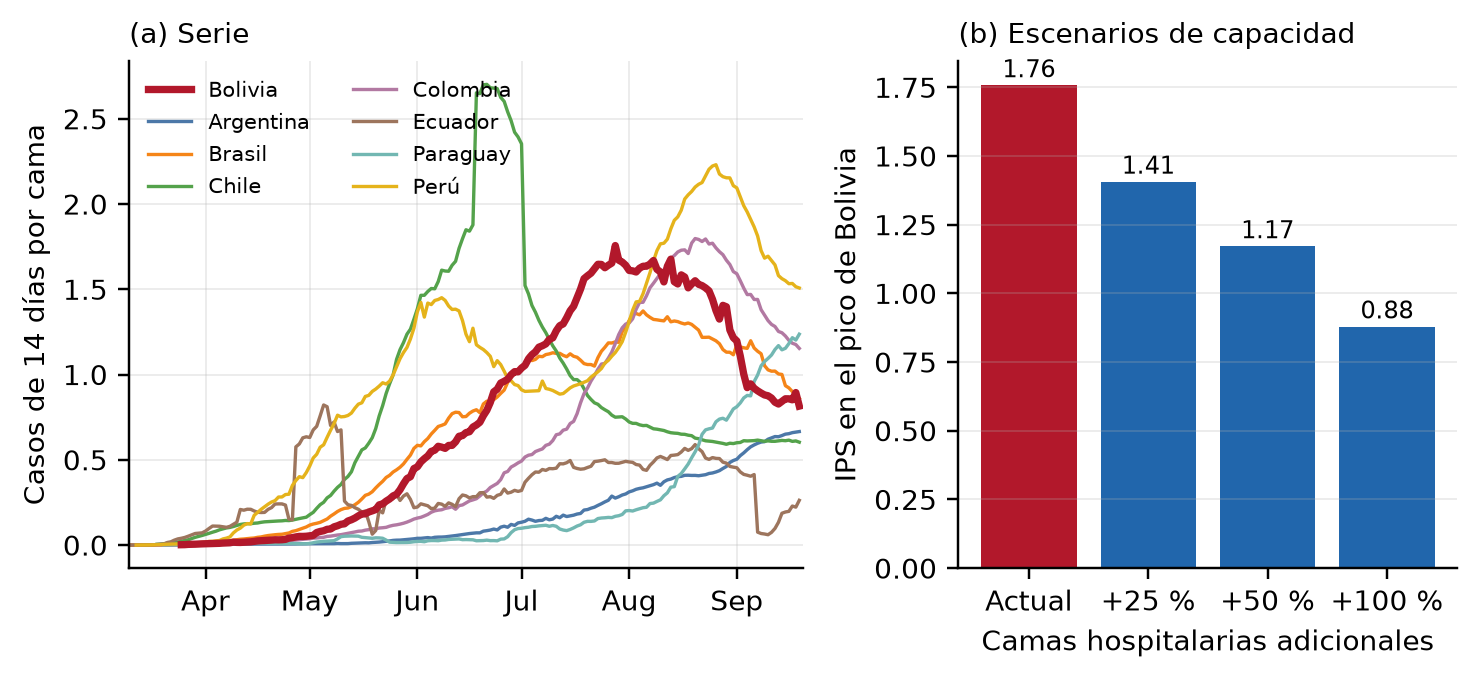 (a) Serie
Casos de 14 días por cama
2.5
2.0
1.5
1.0
0.5
0.0
Bolivia
Argentina
Brasil
Chile
Colombia
Ecuador
Paraguay
Perú
Apr May Jun Jul Aug Sep
(b) Escenarios de capacidad
IPS en el pico de Bolivia
1.75
1.50
1.25
1.00
0.75
0.50
0.25
0.00
1.76
1.41
1.17
0.88
Actual +25 % +50 % +100 %
Camas hospitalarias adicionales